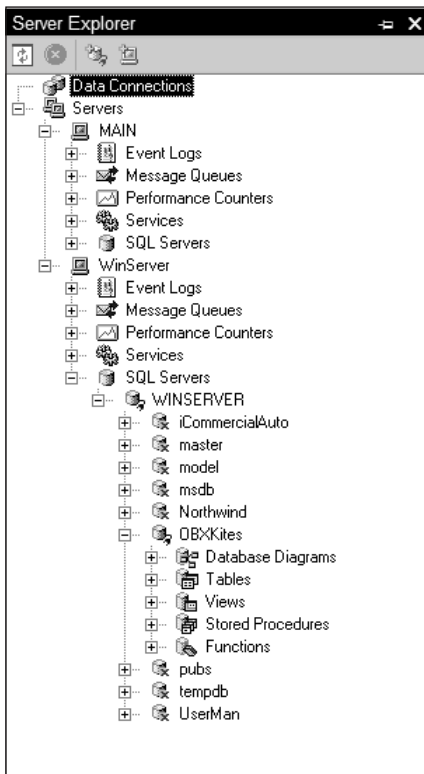 Server Explorer
Data Connections
Servers
MAIN
Event Logs
Message Queues
Performance Counters
Services
SQL Servers
WinServer
Event Logs
Message Queues
Performance Counters
Services
SQL Servers
WINSERVER
iCommercialAuto
master
model
msdb
Northwind
OBXKites
Database Diagrams
Tables
Views
Stored Procedures
Functions
pubs
tempdb
UserMan